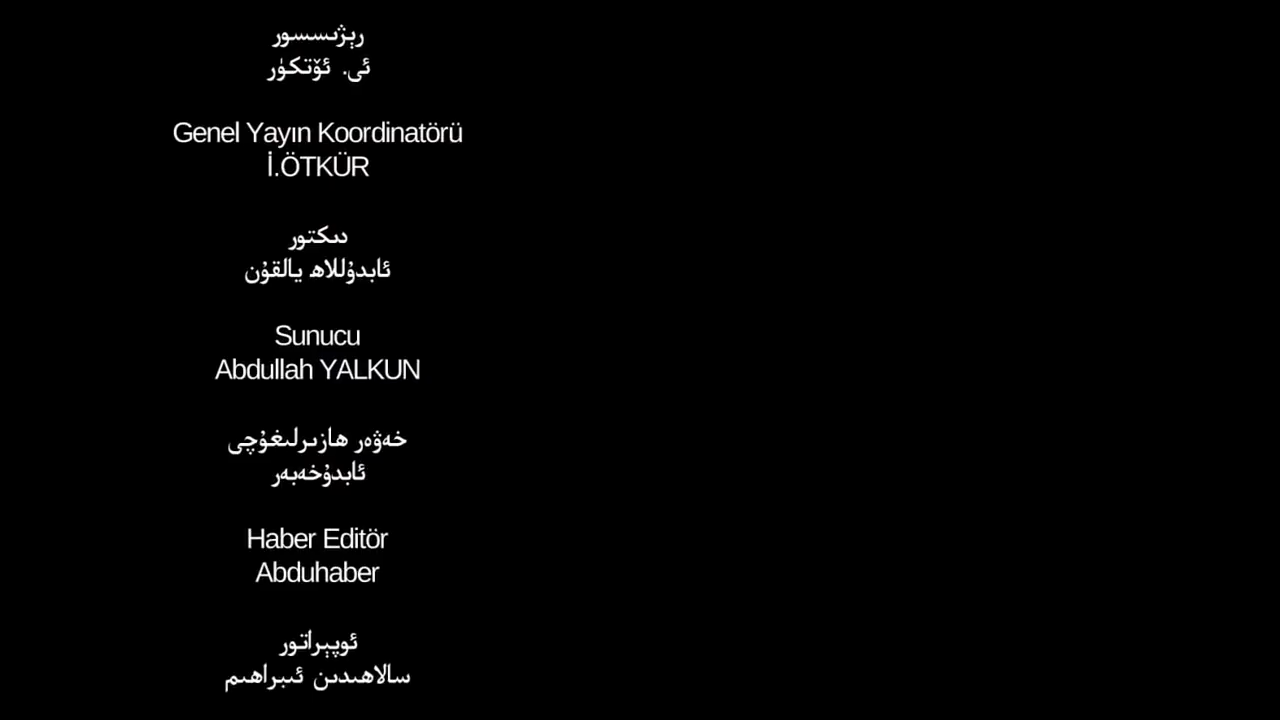 رېژىسسور
ئى. ئۆتكۈر
Genel Yayın Koordinatörü
İ.ÖTKÜR
دىكتور
ئابدۇللاھ يالقۇن
Sunucu
Abdullah YALKUN
خەۋەر ھازىرلىغۇچى
ئابدۇخەبەر
Haber Editör
Abduhaber
ئوپېراتور
سالاھىدىن ئىبراھىم